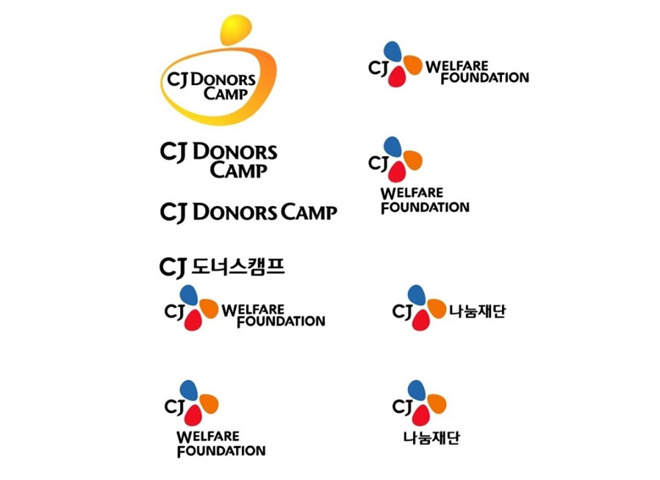 CJ DONORS
CAMP
CJ WELFARE
FOUNDATION
CJ DONORS
CAMP
CJ
WELFARE
FOUNDATION
CJ DONORS CAMP
CJ 도너스캠프
CJ WELFARE
FOUNDATION
CJ 나눔재단
CJ
WELFARE
FOUNDATION
CJ
나눔재단